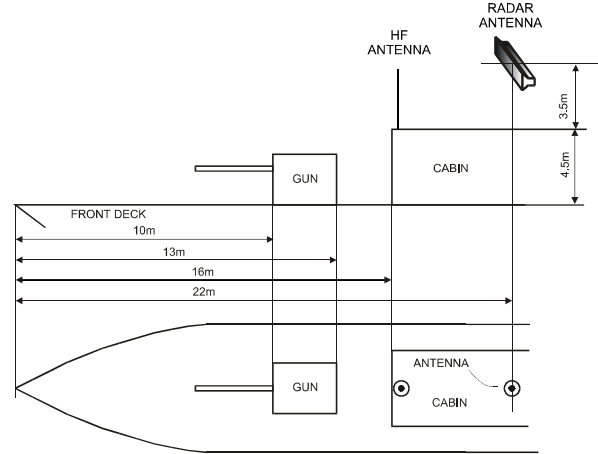 RADAR
ANTENNA
HF
ANTENNA
3.5m
GUN
CABIN
4.5m
FRONT DECK
10m
13m
16m
22m
ANTENNA
GUN
CABIN